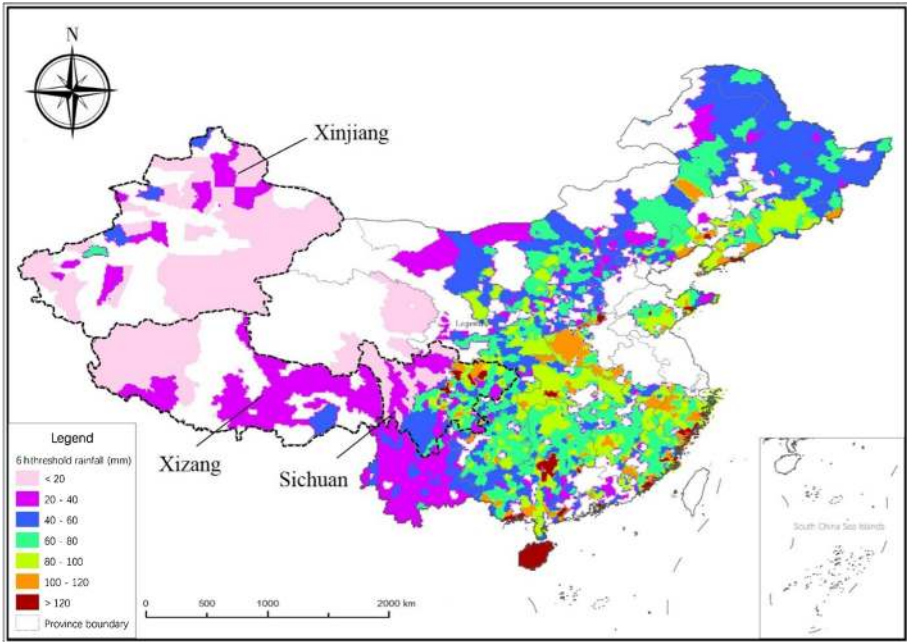 N
Xinjiang
Legend
Xizang
Sichuan
Legend
6 hthreshold rainfall (mm)
< 20
20 - 40
40 - 60
60 - 80
80 - 100
100 - 120
> 120
Province boundary
0 500 1000 2000 km
South China Sea Islands